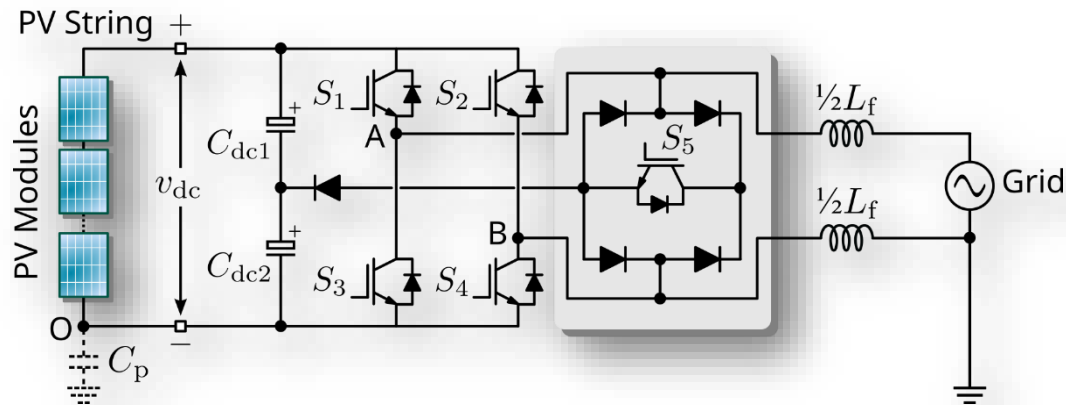 PV String
+
PV Modules
v_dc
O
−
C_p
C_dc1
+
C_dc2
+
S_1
S_2
A
B
S_3
S_4
S_5
½L_f
½L_f
Grid